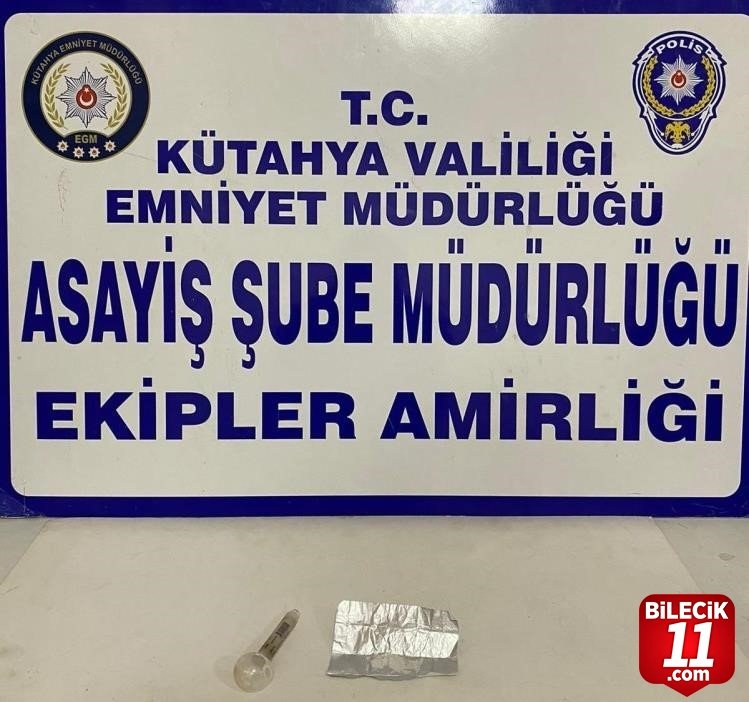 KÜTAHYA EMNİYET MÜDÜRLÜĞÜ
EGM
POLİS
T.C.
KÜTAHYA VALİLİĞİ
EMNİYET MÜDÜRLÜĞÜ
ASAYİŞ ŞUBE MÜDÜRLÜĞÜ
EKİPLER AMİRLİĞİ
BİLECİK
11
.com